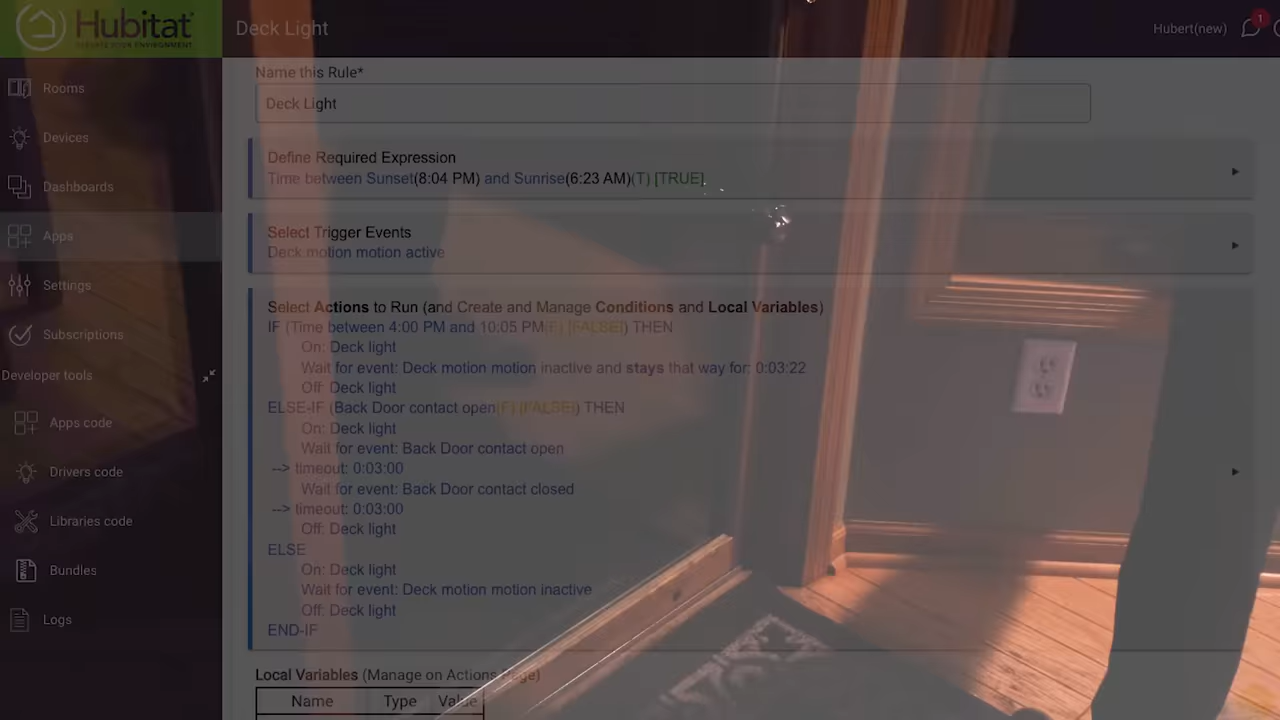 Hubitat
ELEVATE YOUR ENVIRONMENT
Deck Light
Hubert(new)
1
Rooms
Devices
Dashboards
Apps
Settings
Subscriptions
Developer tools
Apps code
Drivers code
Libraries code
Bundles
Logs
Name this Rule*
Deck Light
Define Required Expression
Time between Sunset(8:04 PM) and Sunrise(6:23 AM)(T) [TRUE]
Select Trigger Events
Deck motion motion active
Select Actions to Run (and Create and Manage Conditions and Local Variables)
IF (Time between 4:00 PM and 10:05 PM(F) [FALSE]) THEN
On: Deck light
Wait for event: Deck motion motion inactive and stays that way for: 0:03:22
Off: Deck light
ELSE-IF (Back Door contact open(F) [FALSE]) THEN
On: Deck light
Wait for event: Back Door contact open
--> timeout: 0:03:00
Wait for event: Back Door contact closed
--> timeout: 0:03:00
Off: Deck light
ELSE
On: Deck light
Wait for event: Deck motion motion inactive
Off: Deck light
END-IF
Local Variables (Manage on Actions Page)
Name Type Value